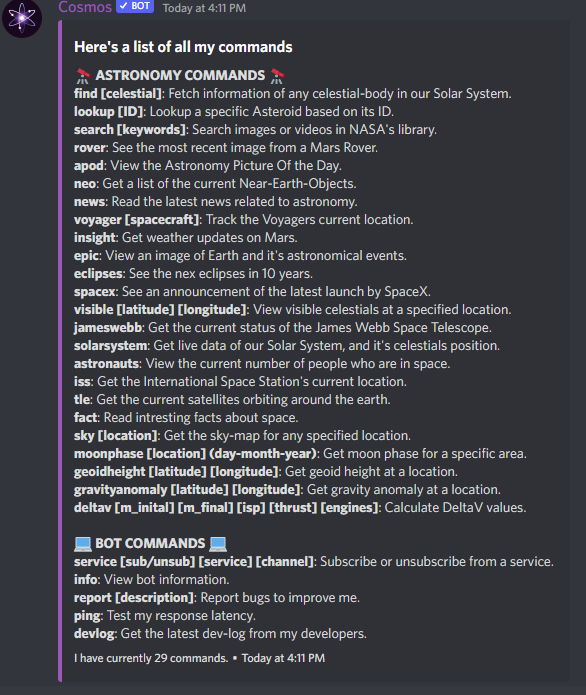 Cosmos ✓ BOT Today at 4:11 PM
Here's a list of all my commands
ASTRONOMY COMMANDS
find [celestial]: Fetch information of any celestial-body in our Solar System.
lookup [ID]: Lookup a specific Asteroid based on its ID.
search [keywords]: Search images or videos in NASA's library.
rover: See the most recent image from a Mars Rover.
apod: View the Astronomy Picture Of the Day.
neo: Get a list of the current Near-Earth-Objects.
news: Read the latest news related to astronomy.
voyager [spacecraft]: Track the Voyagers current location.
insight: Get weather updates on Mars.
epic: View an image of Earth and it's astronomical events.
eclipses: See the nex eclipses in 10 years.
spacex: See an announcement of the latest launch by SpaceX.
visible [latitude] [longitude]: View visible celestials at a specified location.
jameswebb: Get the current status of the James Webb Space Telescope.
solarsystem: Get live data of our Solar System, and it's celestials position.
astronauts: View the current number of people who are in space.
iss: Get the International Space Station's current location.
tle: Get the current satellites orbiting around the earth.
fact: Read intresting facts about space.
sky [location]: Get the sky-map for any specified location.
moonphase [location] (day-month-year): Get moon phase for a specific area.
geoidheight [latitude] [longitude]: Get geoid height at a location.
gravityanomaly [latitude] [longitude]: Get gravity anomaly at a location.
deltav [m_inital] [m_final] [isp] [thrust] [engines]: Calculate DeltaV values.
BOT COMMANDS
service [sub/unsub] [service] [channel]: Subscribe or unsubscribe from a service.
info: View bot information.
report [description]: Report bugs to improve me.
ping: Test my response latency.
devlog: Get the latest dev-log from my developers.
I have currently 29 commands. • Today at 4:11 PM